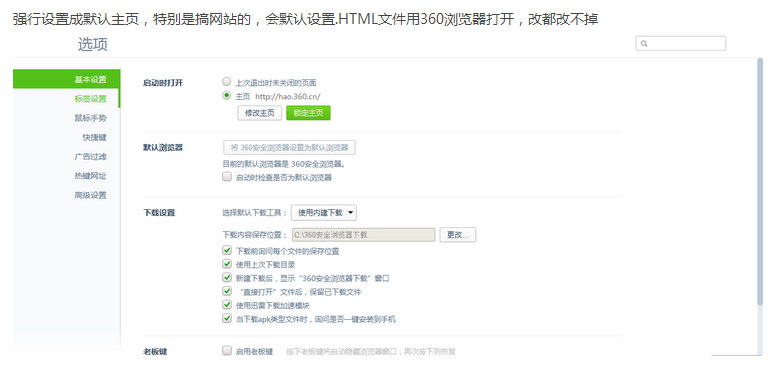 强行设置成默认主页，特别是搞网站的，会默认设置.HTML文件用360浏览器打开，改都改不掉
选项
基本设置
标签设置
鼠标手势
快捷键
广告过滤
热键网址
高级设置
启动时打开
上次退出时未关闭的页面
主页 http://hao.360.cn/
修改主页 锁定主页
默认浏览器
将 360安全浏览器设置为默认浏览器
目前的默认浏览器是 360安全浏览器。
启动时检查是否为默认浏览器
下载设置
选择默认下载工具： 使用内建下载
下载内容保存位置： C:\360安全浏览器下载 更改...
下载前询问每个文件的保存位置
使用上次下载目录
新建下载后，显示“360安全浏览器下载”窗口
“直接打开”文件后，保留已下载文件
使用迅雷下载加速模块
当下载apk类型文件时，询问是否一键安装到手机
老板键
启用老板键 按下老板键将自动隐藏浏览器窗口，再次按下则恢复